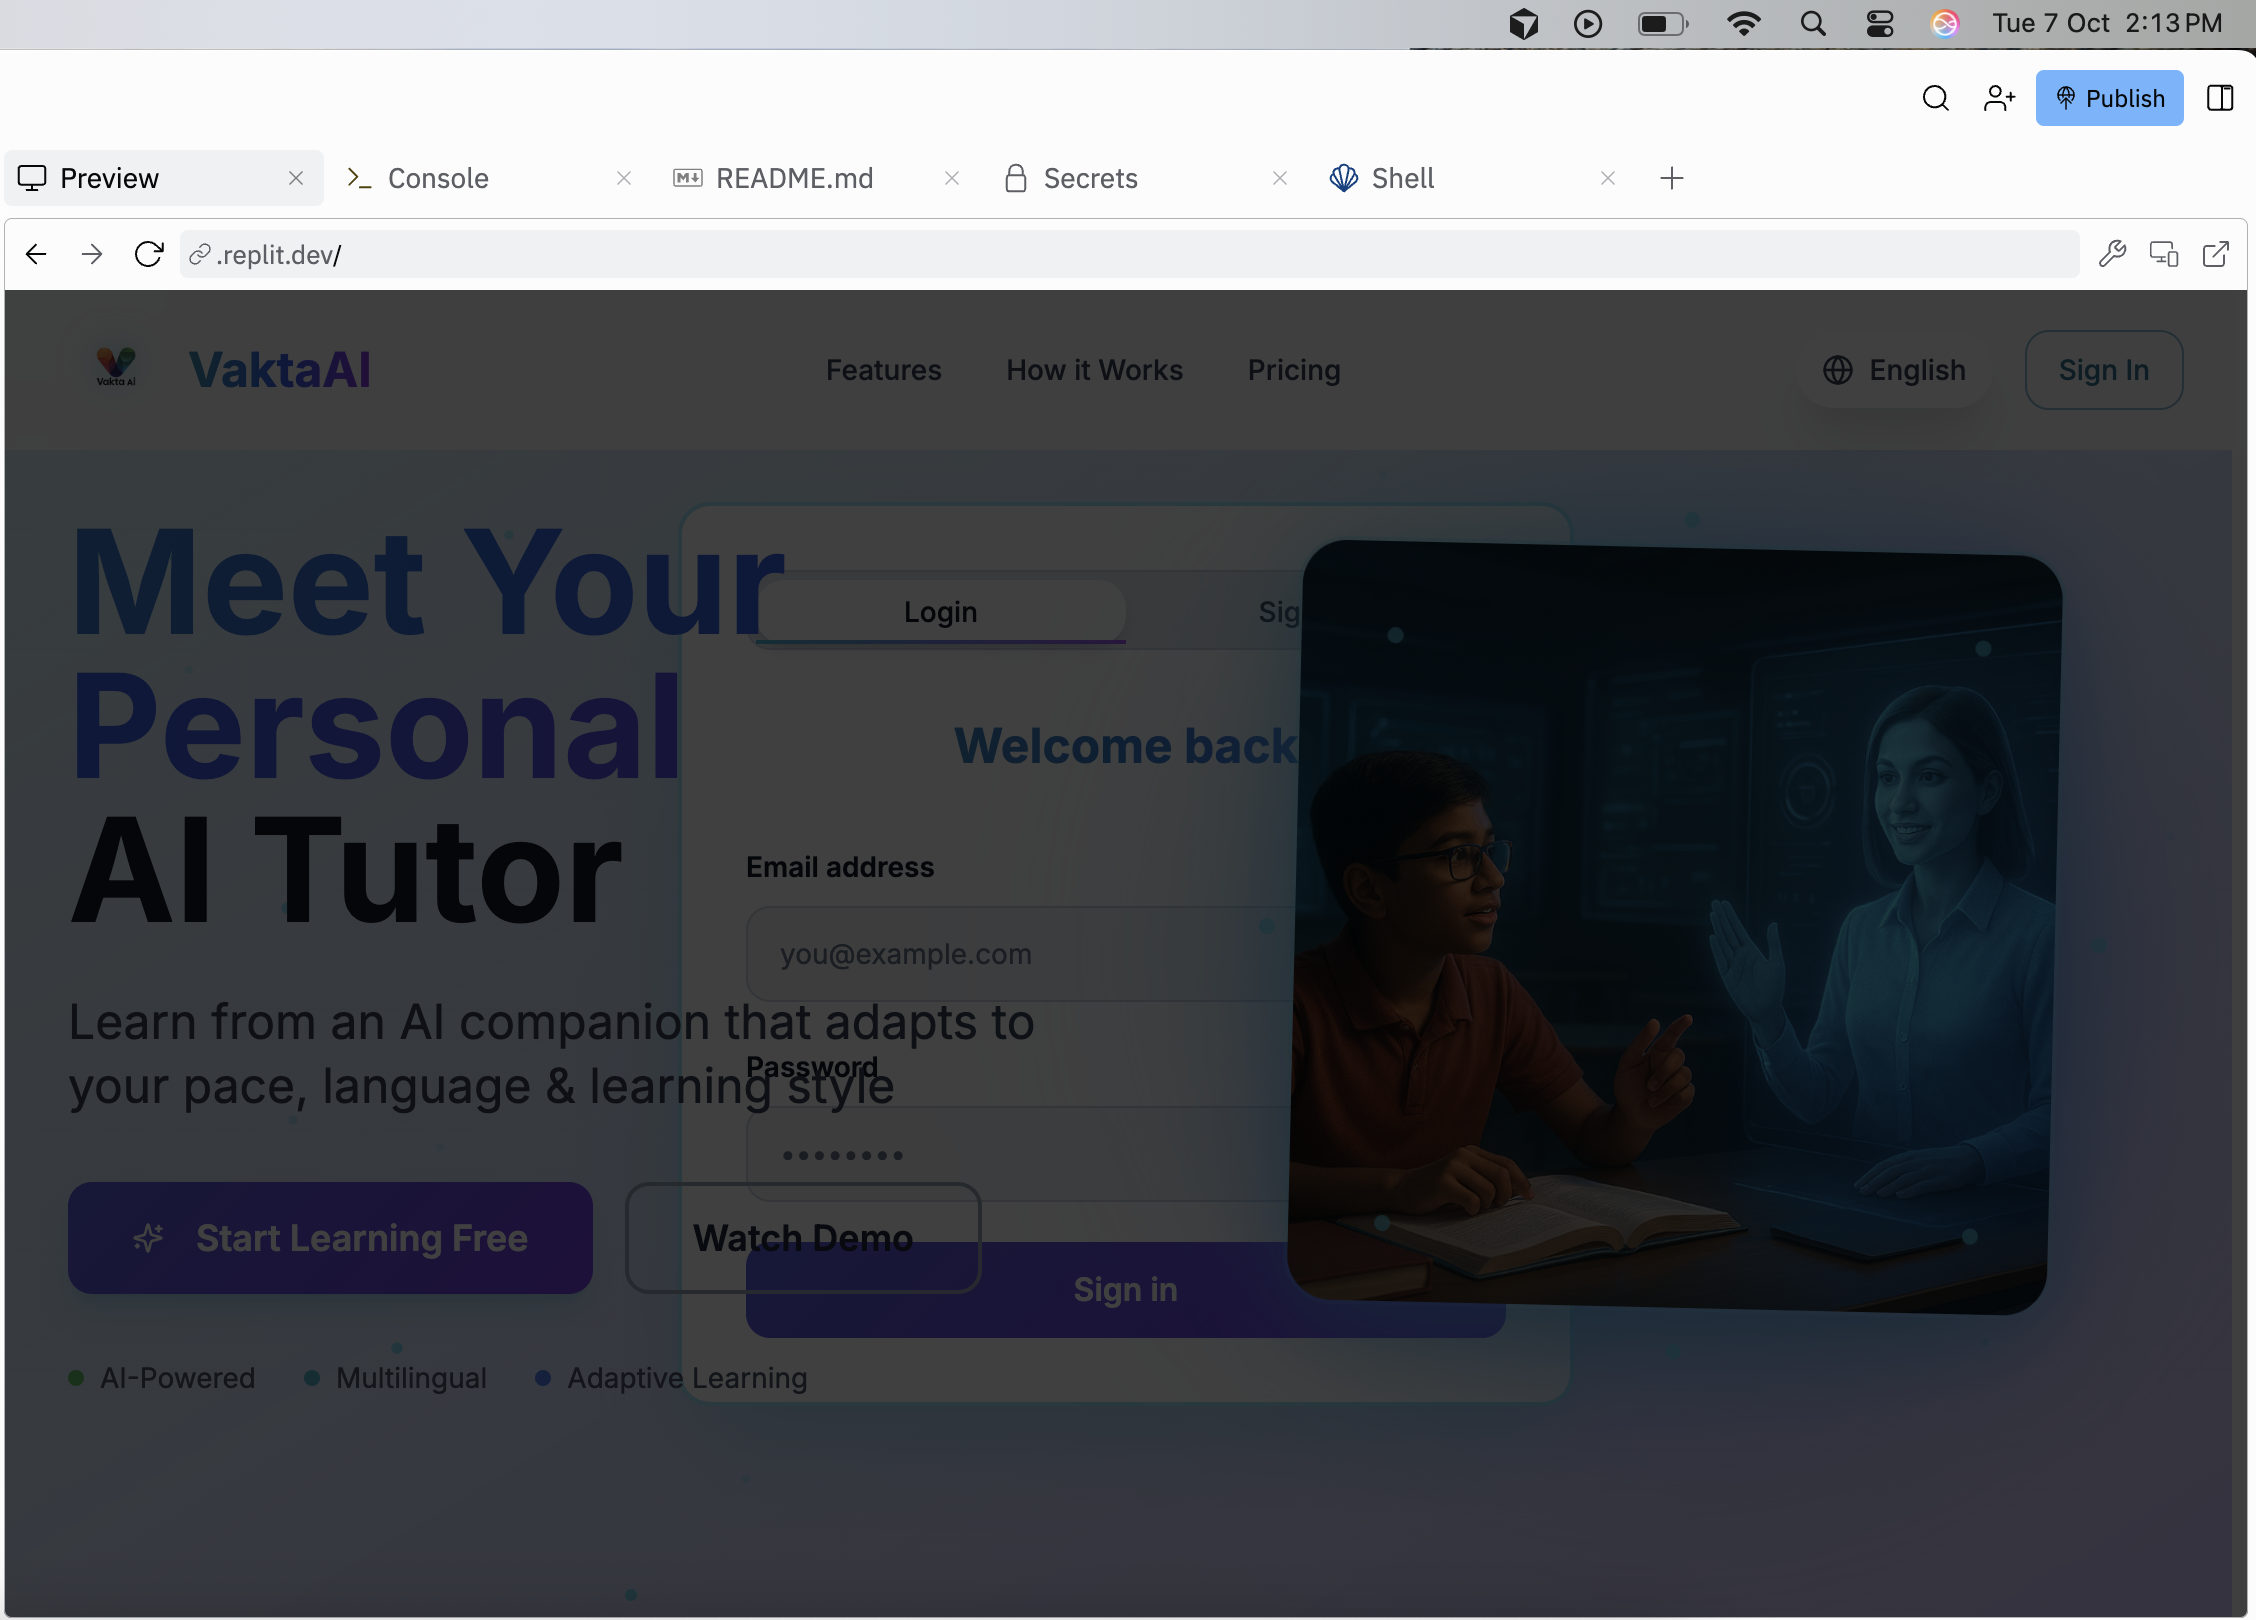 Tue 7 Oct 2:13 PM
Publish
Preview
Console
README.md
Secrets
Shell
.replit.dev/
Vakta Ai
VaktaAI
Features
How it Works
Pricing
English
Sign In
Meet Your
Personal
AI Tutor
Learn from an AI companion that adapts to
your pace, language & learning style
Start Learning Free
Watch Demo
AI-Powered
Multilingual
Adaptive Learning
Login
Sig
Welcome back
Email address
you@example.com
Password
••••••••
Sign in